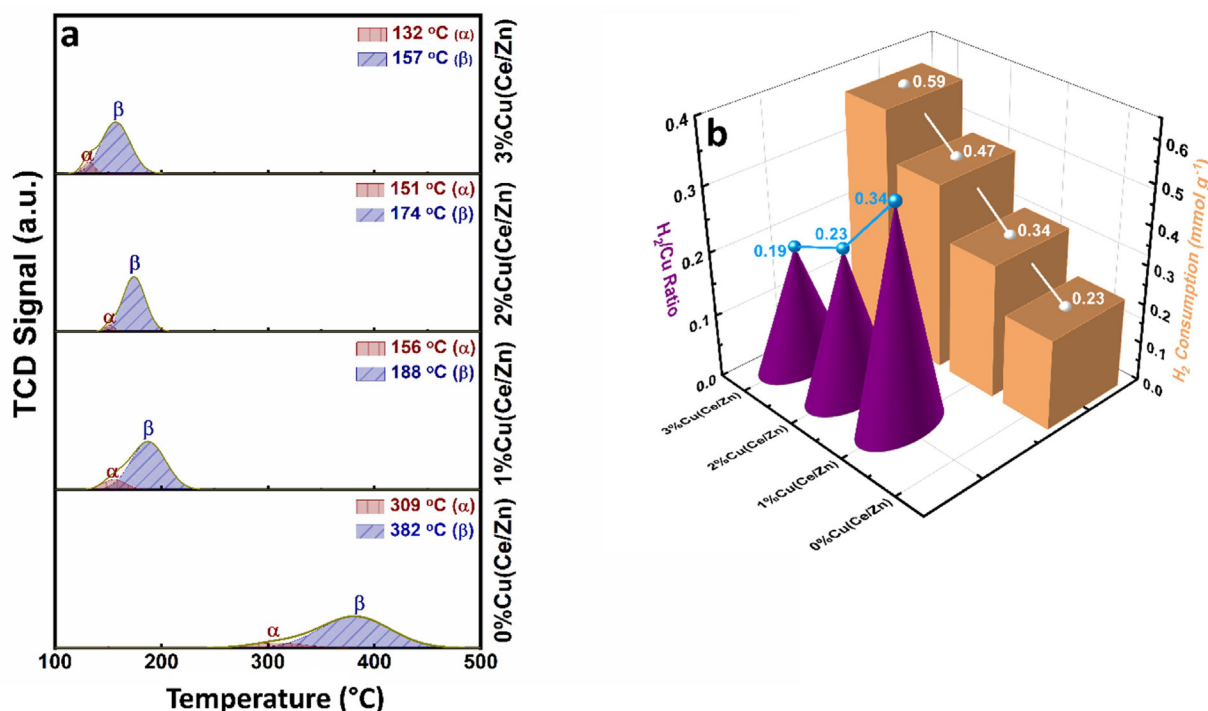 a
132 °C (α)
157 °C (β)
β
α
3%Cu(Ce/Zn)
151 °C (α)
174 °C (β)
β
α
2%Cu(Ce/Zn)
156 °C (α)
188 °C (β)
β
α
1%Cu(Ce/Zn)
309 °C (α)
382 °C (β)
β
α
0%Cu(Ce/Zn)
TCD Signal (a.u.)
100 200 300 400 500
Temperature (°C)
b
0.4
0.3
0.2
0.1
0.0
H₂/Cu Ratio
0.19
0.23
0.34
0.59
0.47
0.34
0.23
0.6
0.5
0.4
0.3
0.2
0.1
0.0
H₂ Consumption (mmol g⁻¹)
3%Cu(Ce/Zn)
2%Cu(Ce/Zn)
1%Cu(Ce/Zn)
0%Cu(Ce/Zn)